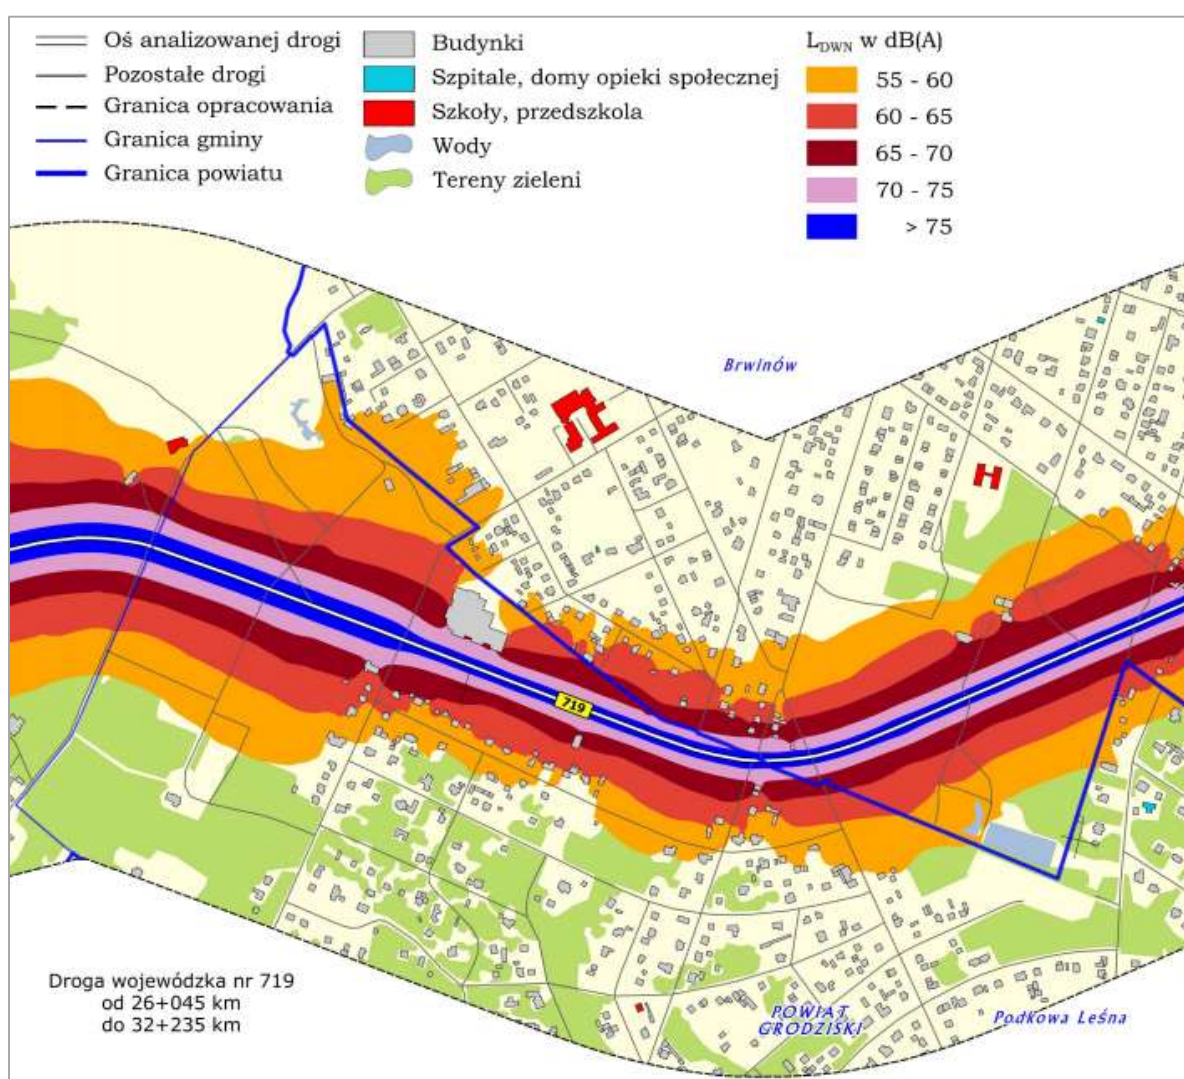 Oś analizowanej drogi
Pozostałe drogi
Granica opracowania
Granica gminy
Granica powiatu
Budynki
Szpitale, domy opieki społecznej
Szkoły, przedszkola
Wody
Tereny zieleni
LDWN w dB(A)
55 - 60
60 - 65
65 - 70
70 - 75
> 75
Brwinów
719
Droga wojewódzka nr 719
od 26+045 km
do 32+235 km
POWIAT
GRODZISKI
Podkowa Leśna